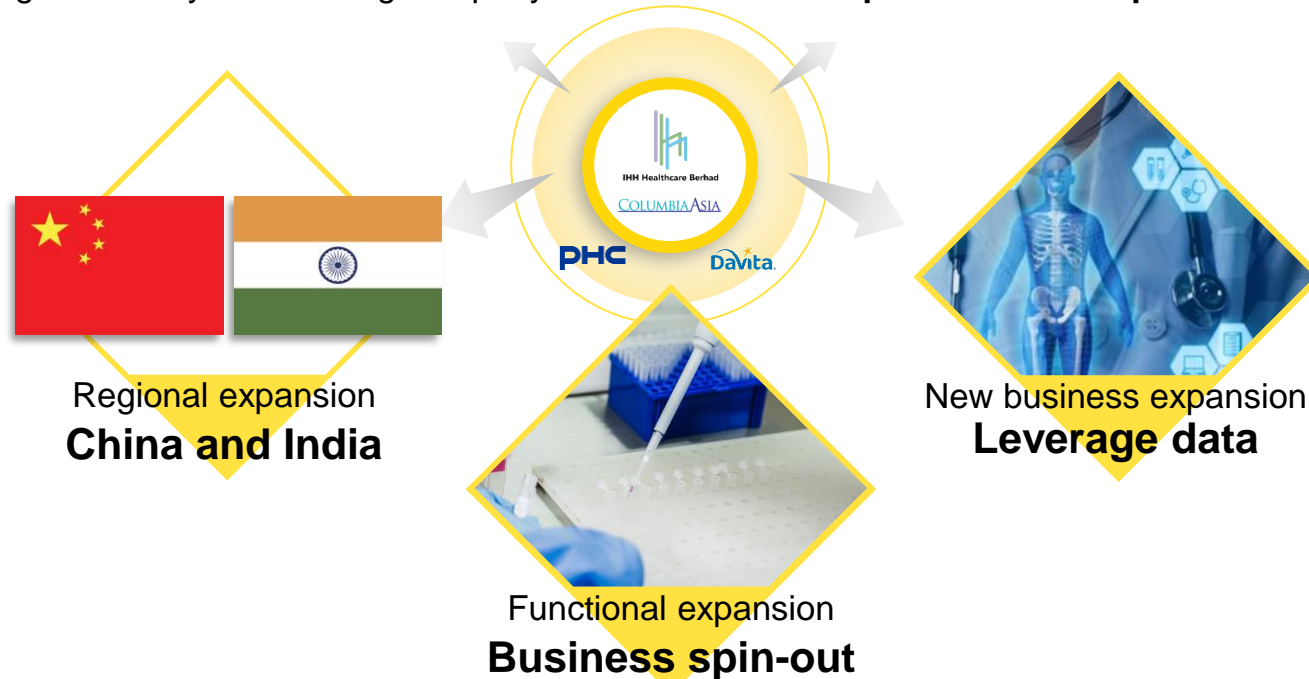 IHH Healthcare Berhad
COLUMBIA ASIA
PHC
Davita.
Regional expansion
China and India
New business expansion
Leverage data
Functional expansion
Business spin-out